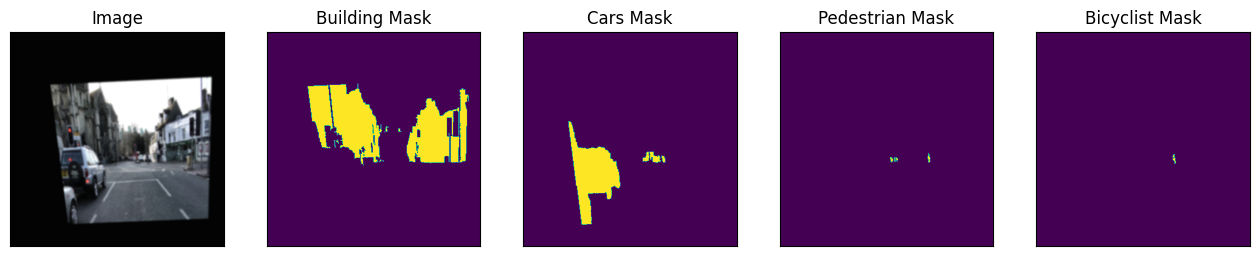 Image
Building Mask
Cars Mask
Pedestrian Mask
Bicyclist Mask